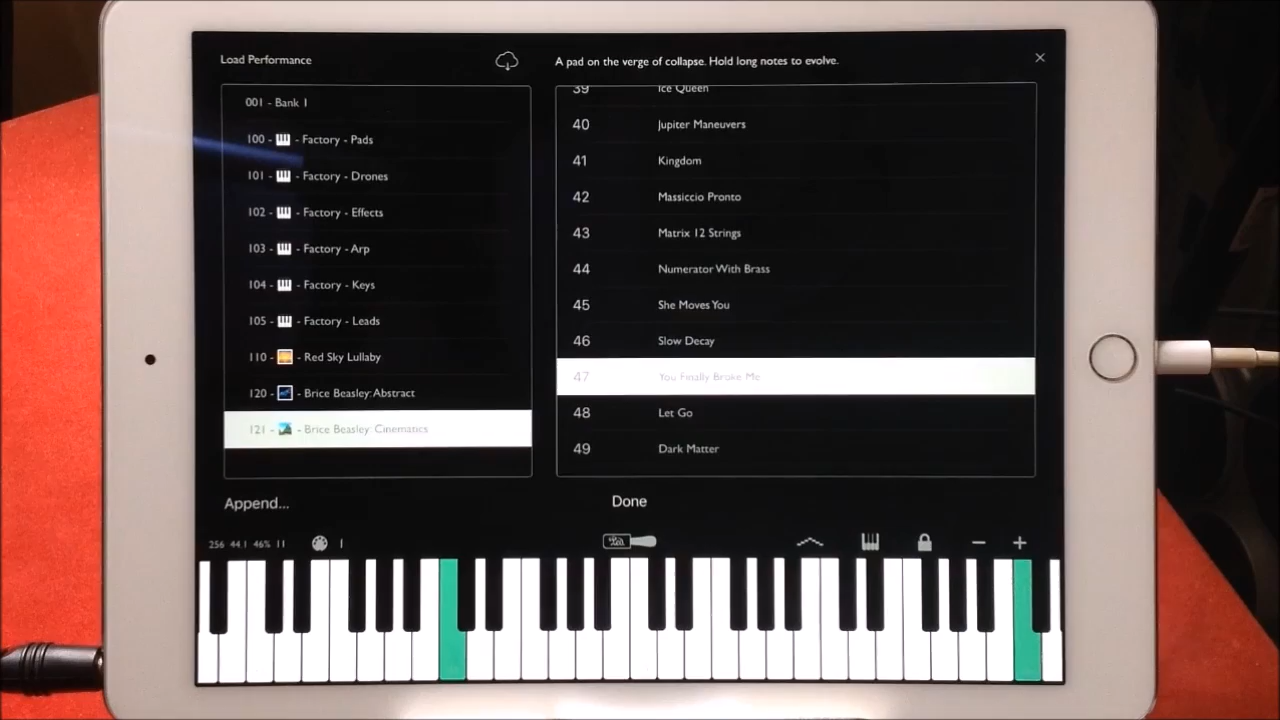 Load Performance
A pad on the verge of collapse. Hold long notes to evolve.
001 - Bank 1
100 - - Factory - Pads
101 - - Factory - Drones
102 - - Factory - Effects
103 - - Factory - Arp
104 - - Factory - Keys
105 - - Factory - Leads
110 - - Red Sky Lullaby
120 - - Brice Beasley: Abstract
121 - - Brice Beasley: Cinematics
39 Ice Queen
40 Jupiter Maneuvers
41 Kingdom
42 Massiccio Pronto
43 Matrix 12 Strings
44 Numerator With Brass
45 She Moves You
46 Slow Decay
47 You Finally Broke Me
48 Let Go
49 Dark Matter
Append...
Done
256 44.1 46% 11
1